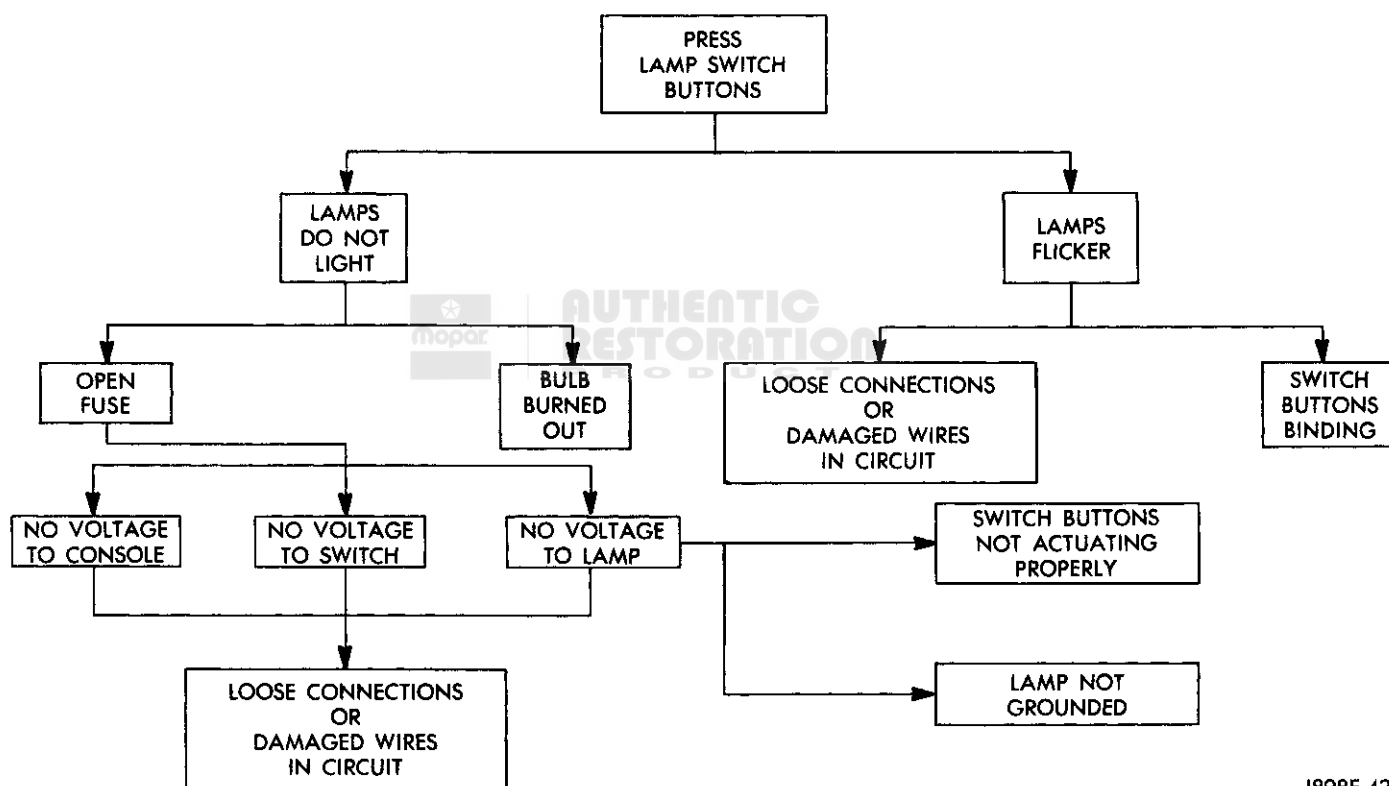 PRESS
LAMP SWITCH
BUTTONS
LAMPS
DO NOT
LIGHT
LAMPS
FLICKER
Mopar
AUTHENTIC
RESTORATION
PRODUCT
OPEN
FUSE
BULB
BURNED
OUT
LOOSE CONNECTIONS
OR
DAMAGED WIRES
IN CIRCUIT
SWITCH
BUTTONS
BINDING
NO VOLTAGE
TO CONSOLE
NO VOLTAGE
TO SWITCH
NO VOLTAGE
TO LAMP
SWITCH BUTTONS
NOT ACTUATING
PROPERLY
LOOSE CONNECTIONS
OR
DAMAGED WIRES
IN CIRCUIT
LAMP NOT
GROUNDED